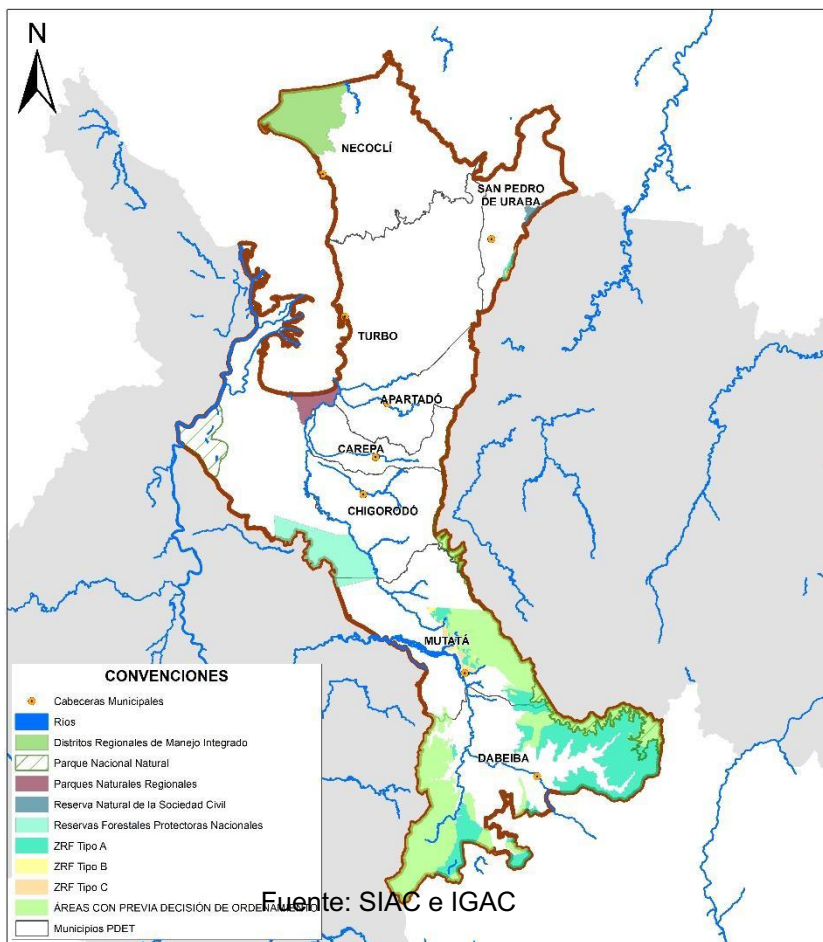 N
NECOCLÍ
SAN PEDRO
DE URABA
TURBO
APARTADÓ
CAREPA
CHIGORODÓ
MUTATÁ
DABEIBA
CONVENCIONES
Cabeceras Municipales
Rios
Distritos Regionales de Manejo Integrado
Parque Nacional Natural
Parques Naturales Regionales
Reserva Natural de la Sociedad Civil
Reservas Forestales Protectoras Nacionales
ZRF Tipo A
ZRF Tipo B
ZRF Tipo C
ÁREAS CON PREVIA DECISIÓN DE ORDENAMIENTO
Municipios PDET
Fuente: SIAC e IGAC